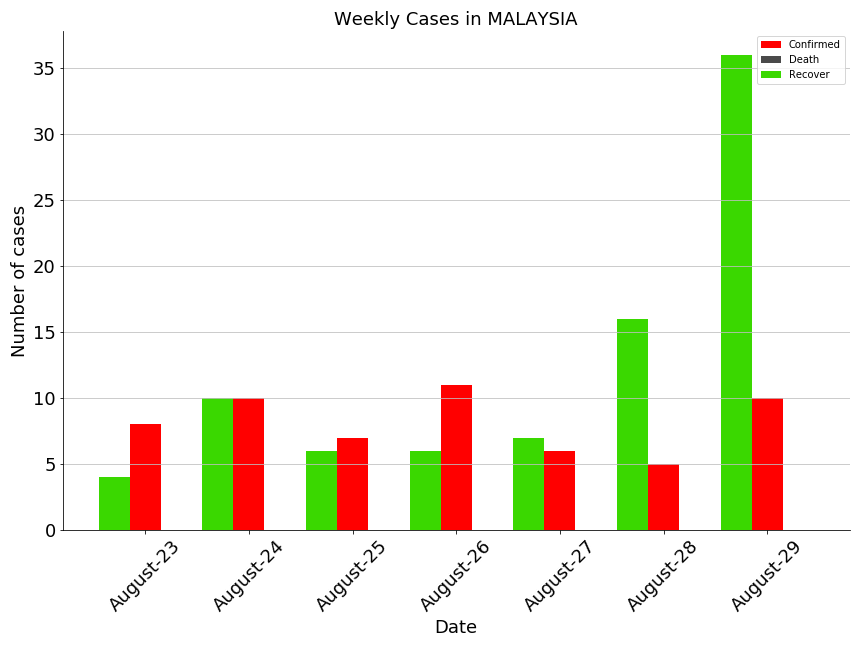 Weekly Cases in MALAYSIA
Confirmed
Death
Recover
Number of cases
35
30
25
20
15
10
5
0
August-23
August-24
August-25
August-26
August-27
August-28
August-29
Date